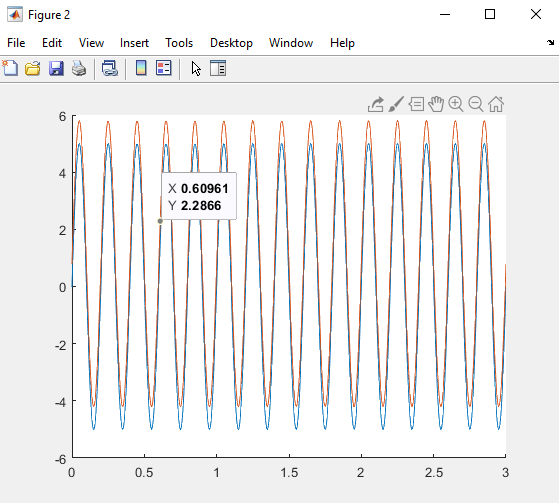 Figure 2
File Edit View Insert Tools Desktop Window Help
6
4
X 0.60961
Y 2.2866
2
0
-2
-4
-6
0 0.5 1 1.5 2 2.5 3